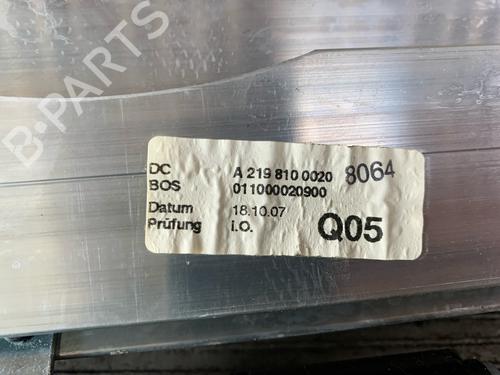 B-PARTS
DC A 219 810 0020 8064
BOS 011000020900
Datum 18.10.07
Prüfung i.O. Q05